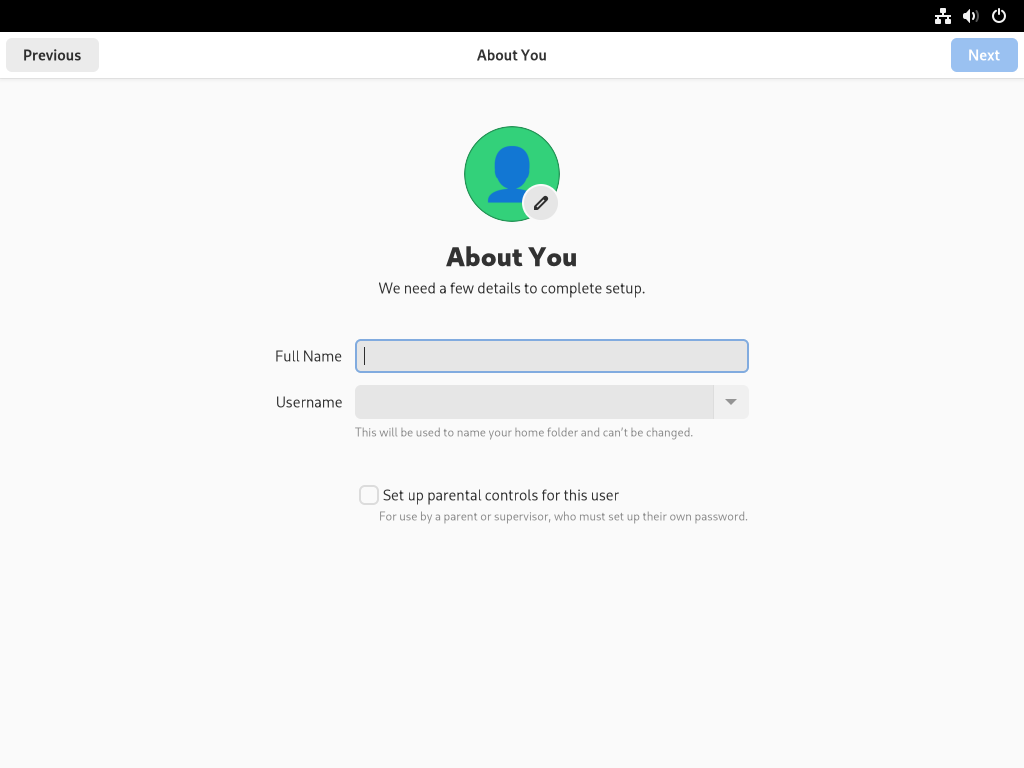 Previous
About You
Next
About You
We need a few details to complete setup.
Full Name
Username
This will be used to name your home folder and can’t be changed.
Set up parental controls for this user
For use by a parent or supervisor, who must set up their own password.